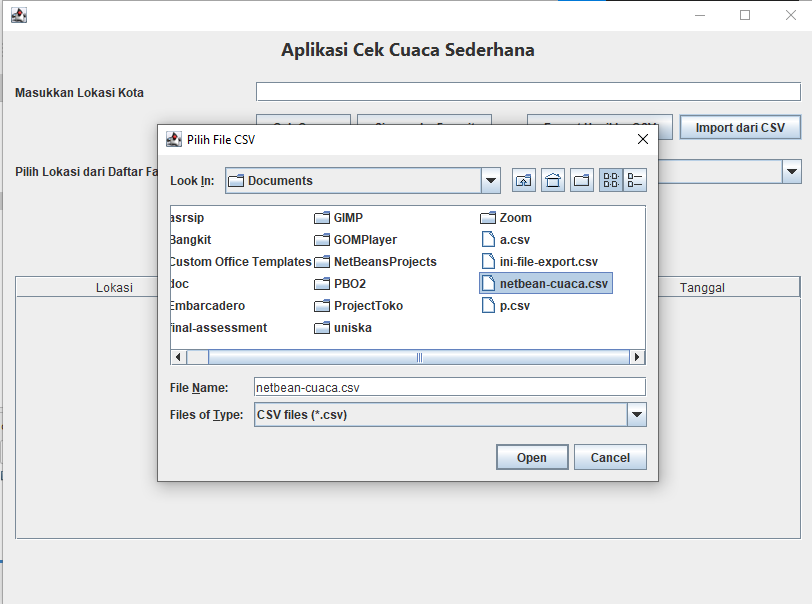 Aplikasi Cek Cuaca Sederhana
Masukkan Lokasi Kota
Import dari CSV
Pilih Lokasi dari Daftar Fa
Lokasi
Tanggal
Pilih File CSV
Look In:
Documents
asrsip
Bangkit
Custom Office Templates
doc
Embarcadero
final-assessment
GIMP
GOMPlayer
NetBeansProjects
PBO2
ProjectToko
uniska
Zoom
a.csv
ini-file-export.csv
netbean-cuaca.csv
p.csv
File Name:
netbean-cuaca.csv
Files of Type:
CSV files (*.csv)
Open
Cancel